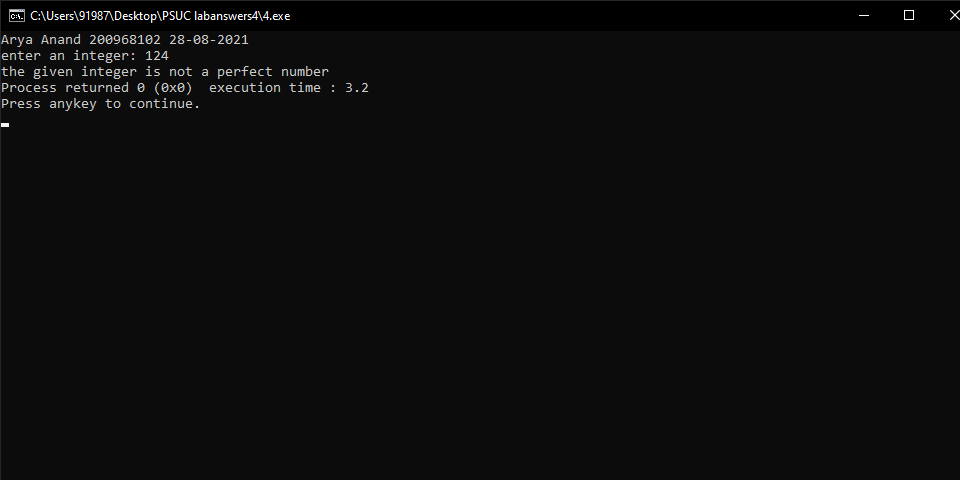 C:\Users\91987\Desktop\PSUC labanswers4\4.exe
Arya Anand 200968102 28-08-2021
enter an integer: 124
the given integer is not a perfect number
Process returned 0 (0x0)  execution time : 3.2
Press anykey to continue.